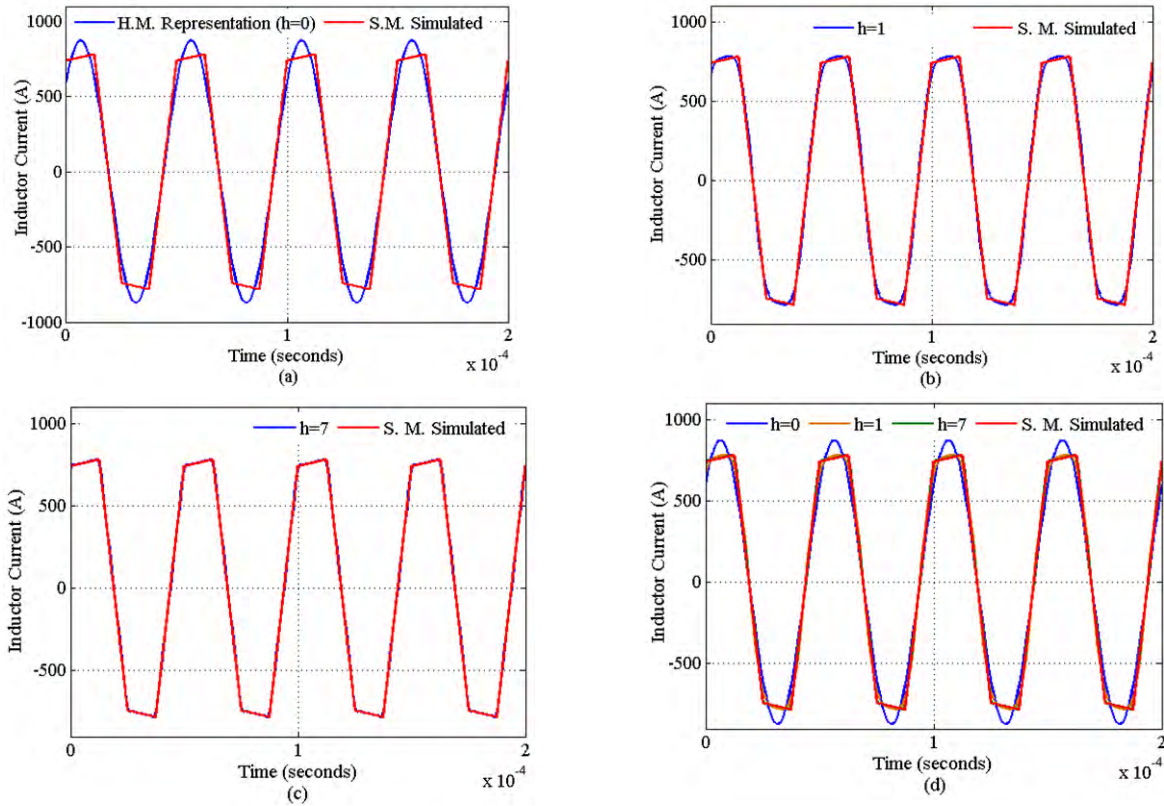 H.M. Representation (h=0) S.M. Simulated
1000
500
0
-500
-1000
Inductor Current (A)
0 1 2
Time (seconds)
x 10-4
(a)
h=1 S. M. Simulated
1000
500
0
-500
Inductor Current (A)
0 1 2
Time (seconds)
x 10-4
(b)
h=7 S. M. Simulated
1000
500
0
-500
Inductor Current (A)
0 1 2
Time (seconds)
x 10-4
(c)
h=0 h=1 h=7 S. M. Simulated
1000
500
0
-500
Inductor Current (A)
0 1 2
Time (seconds)
x 10-4
(d)